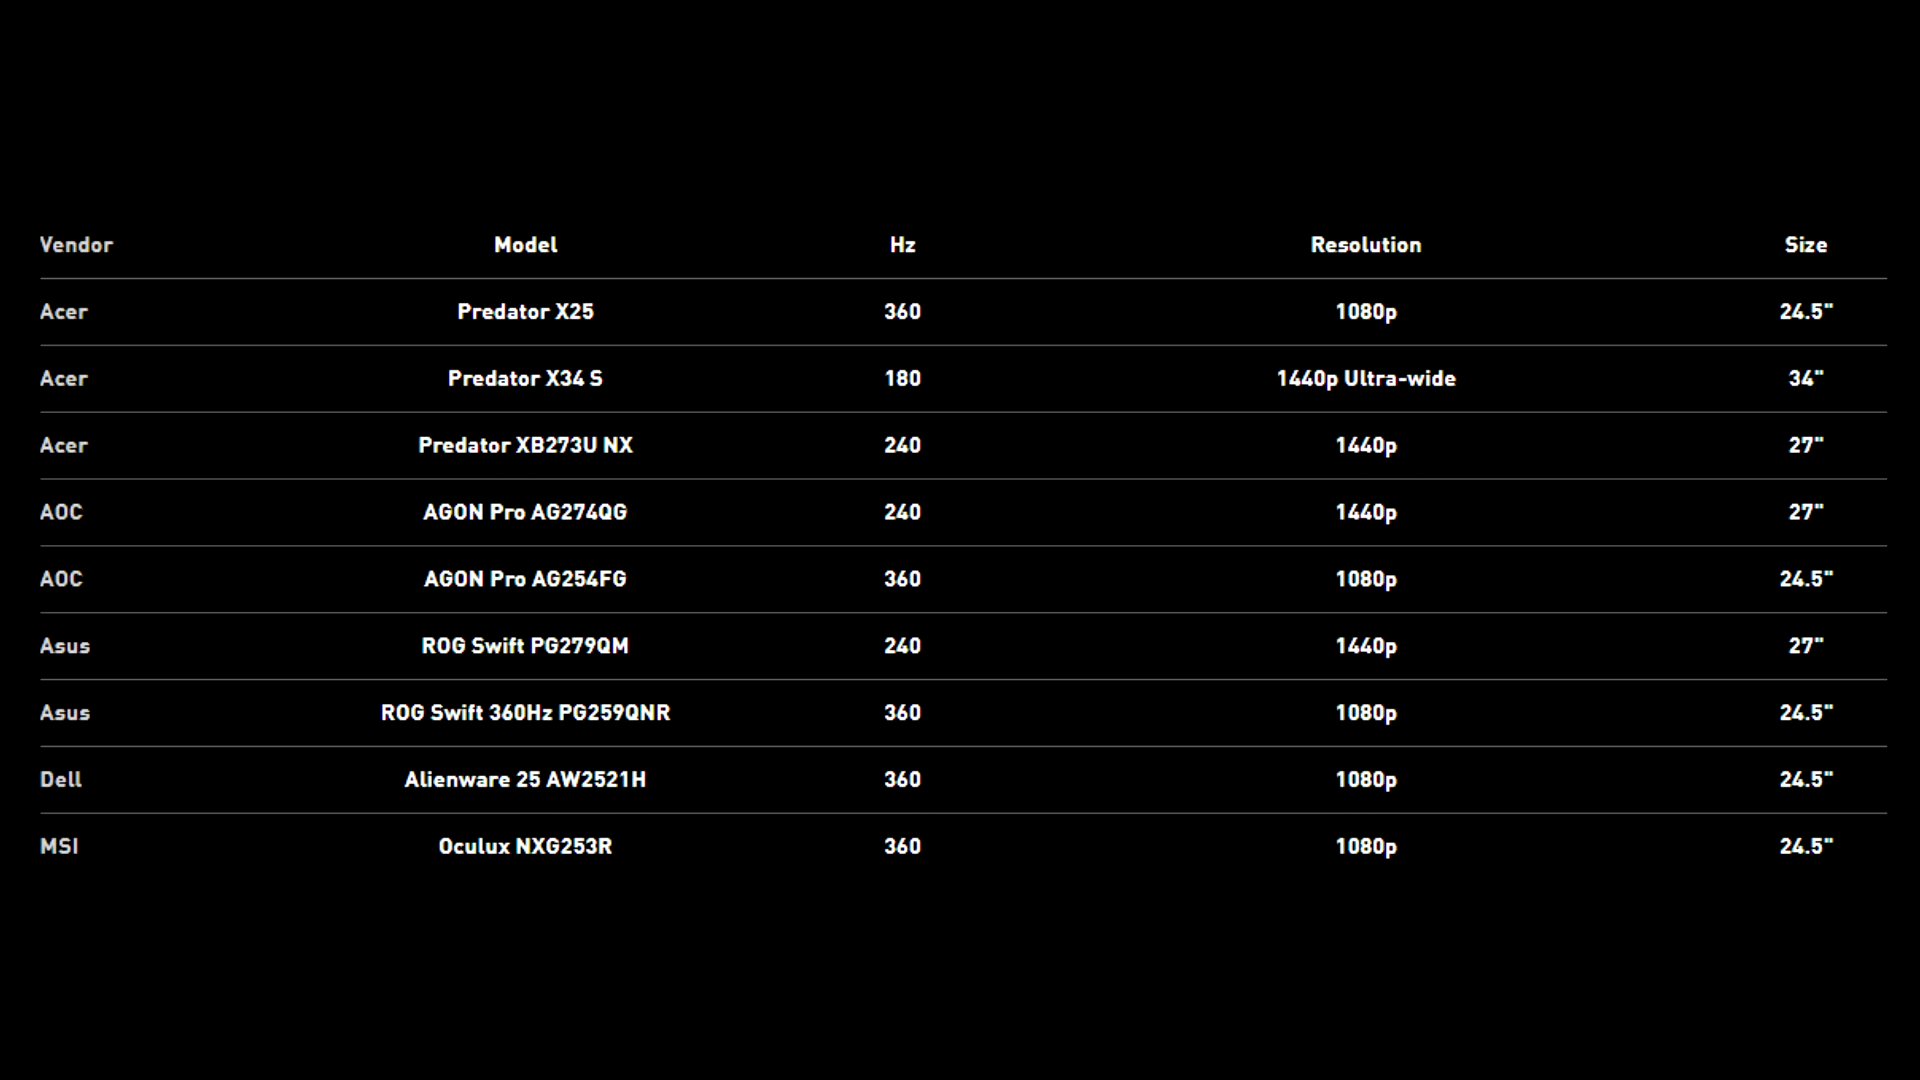 Vendor Model Hz Resolution Size
Acer Predator X25 360 1080p 24.5"
Acer Predator X34 S 180 1440p Ultra-wide 34"
Acer Predator XB273U NX 240 1440p 27"
AOC AGON Pro AG274QG 240 1440p 27"
AOC AGON Pro AG254FG 360 1080p 24.5"
Asus ROG Swift PG279QM 240 1440p 27"
Asus ROG Swift 360Hz PG259QNR 360 1080p 24.5"
Dell Alienware 25 AW2521H 360 1080p 24.5"
MSI Oculux NXG253R 360 1080p 24.5"